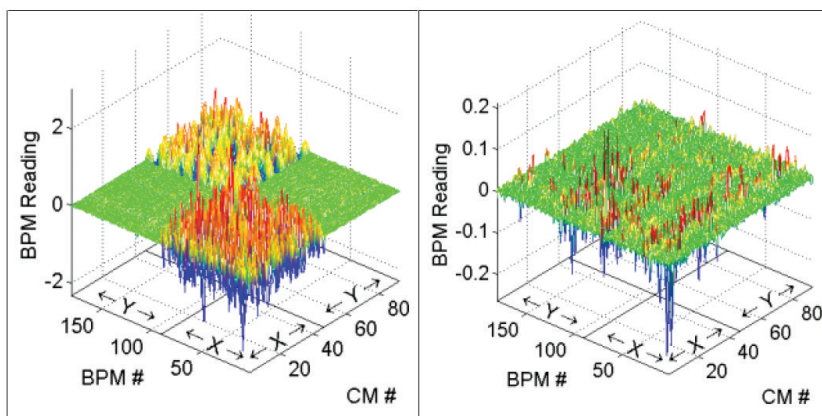 BPM Reading
2
0
-2
150
100
50
BPM #
20
40
60
80
CM #
← Y →
← X →
← X →
← Y →
BPM Reading
0.2
0.1
0
-0.1
-0.2
150
100
50
BPM #
20
40
60
80
CM #
← Y →
← X →
← X →
← Y →